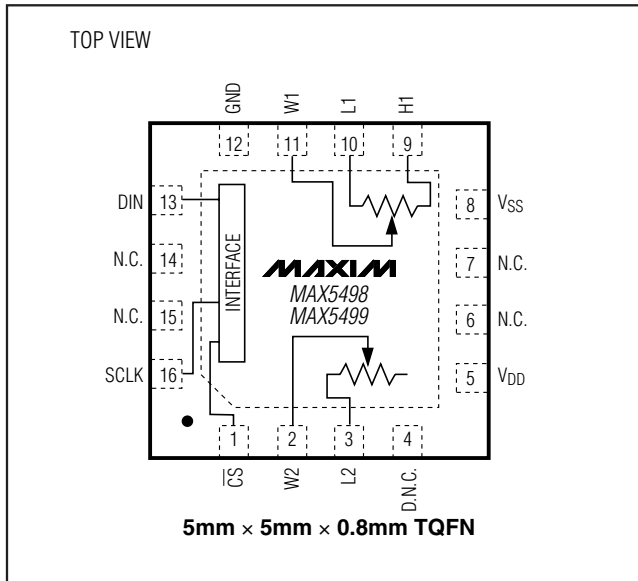 TOP VIEW
GND
W1
L1
H1
12
11
10
9
DIN
13
8
VSS
N.C.
14
7
N.C.
INTERFACE
MAXIM
MAX5498
MAX5499
N.C.
15
6
N.C.
SCLK
16
5
VDD
1
2
3
4
C̅S̅
W2
L2
D.N.C.
5mm × 5mm × 0.8mm TQFN